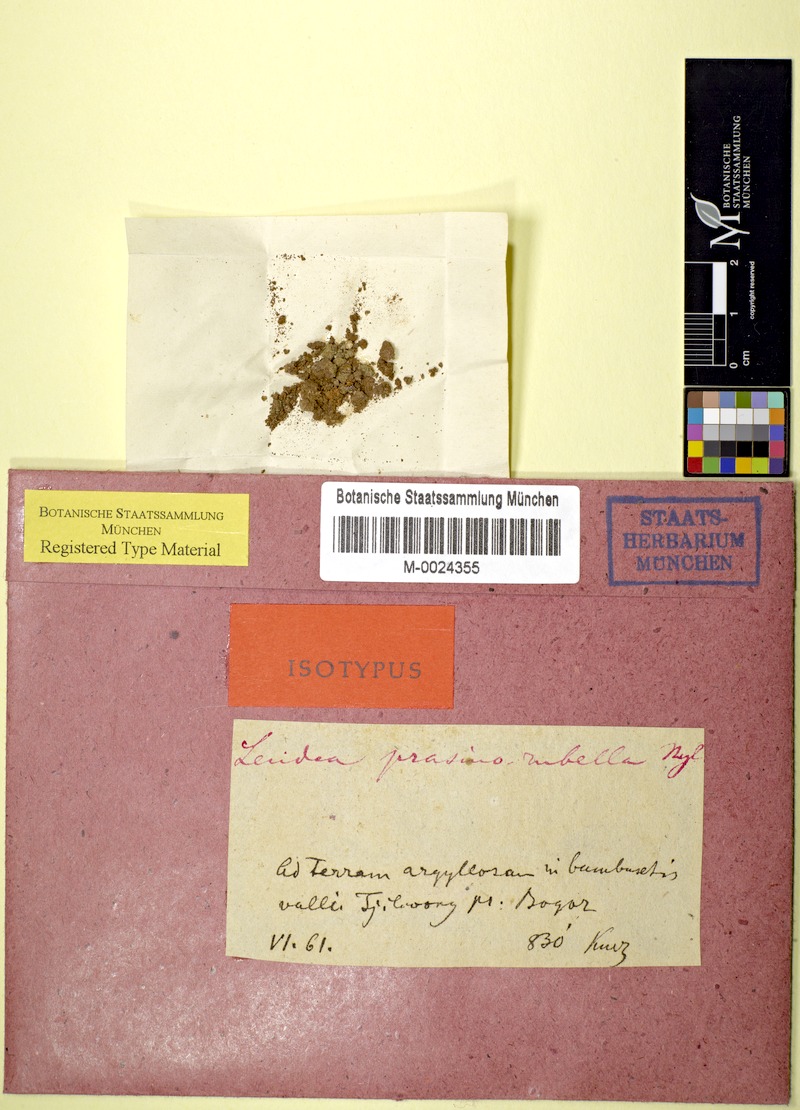 BOTANISCHE
STAATSSAMMLUNG
MÜNCHEN
M
0 1 2
cm
copyright reserved
BOTANISCHE STAATSSAMMLUNG
MÜNCHEN
Registered Type Material
Botanische Staatssammlung München
M-0024355
STAATS-
HERBARIUM
MÜNCHEN
ISOTYPUS
Lecidea prasino-rubella Nyl
Ad terram argyllosam in bambusetis
vallis Tjiliwong pr: Bogor
VI. 61. 830 Kurz